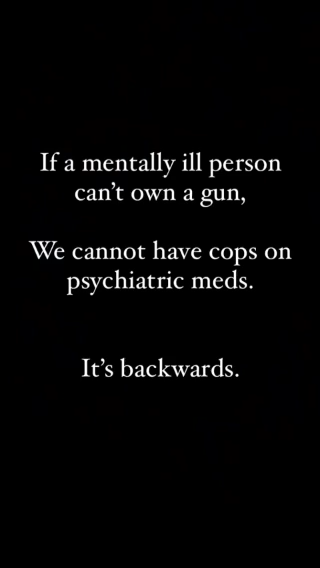 If a mentally ill person
can’t own a gun,
We cannot have cops on
psychiatric meds.
It’s backwards.